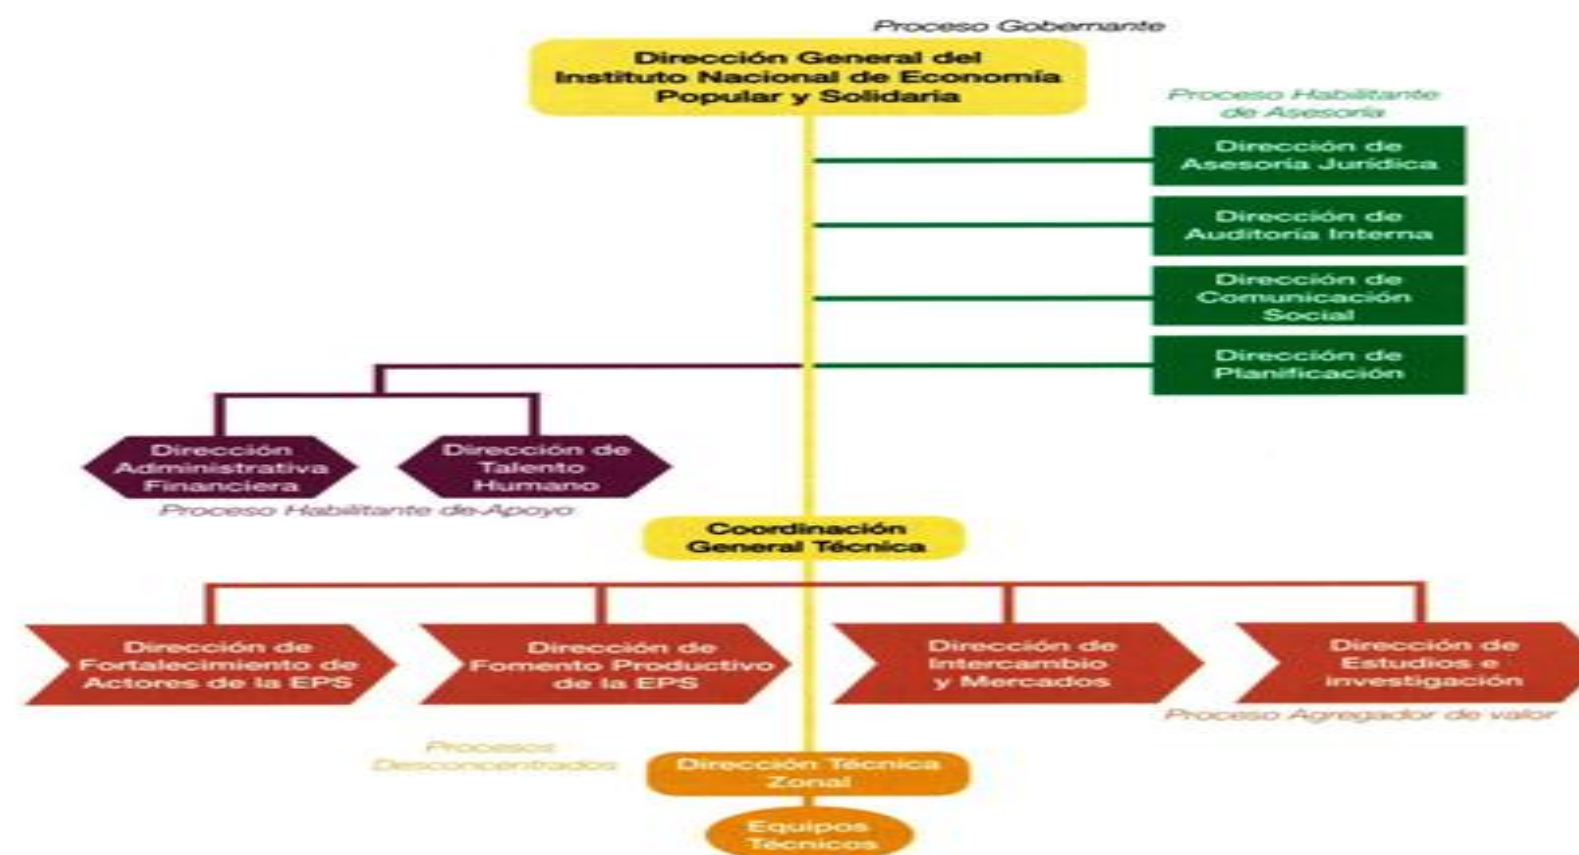 Proceso Gobernante
Dirección General del
Instituto Nacional de Economía
Popular y Solidaria
Proceso Habilitante
de Asesoría
Dirección de
Asesoría Jurídica
Dirección de
Auditoría Interna
Dirección de
Comunicación
Social
Dirección de
Planificación
Dirección
Administrativa
Financiera
Dirección de
Talento
Humano
Proceso Habilitante de Apoyo
Coordinación
General Técnica
Dirección de
Fortalecimiento de
Actores de la EPS
Dirección de
Fomento Productivo
de la EPS
Dirección de
Intercambio
y Mercados
Dirección de
Estudios e
investigación
Proceso Agregador de valor
Procesos
Desconcentrados
Dirección Técnica
Zonal
Equipos
Técnicos